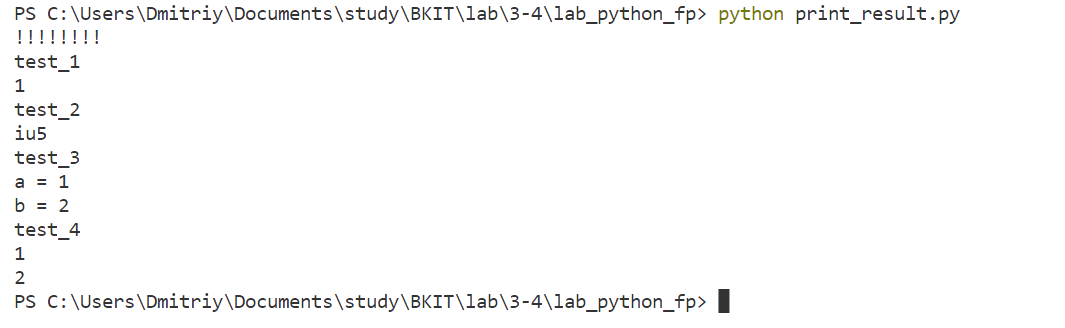 PS C:\Users\Dmitriy\Documents\study\BKIT\lab\3-4\lab_python_fp> python print_result.py
!!!!!!!!
test_1
1
test_2
iu5
test_3
a = 1
b = 2
test_4
1
2
PS C:\Users\Dmitriy\Documents\study\BKIT\lab\3-4\lab_python_fp>